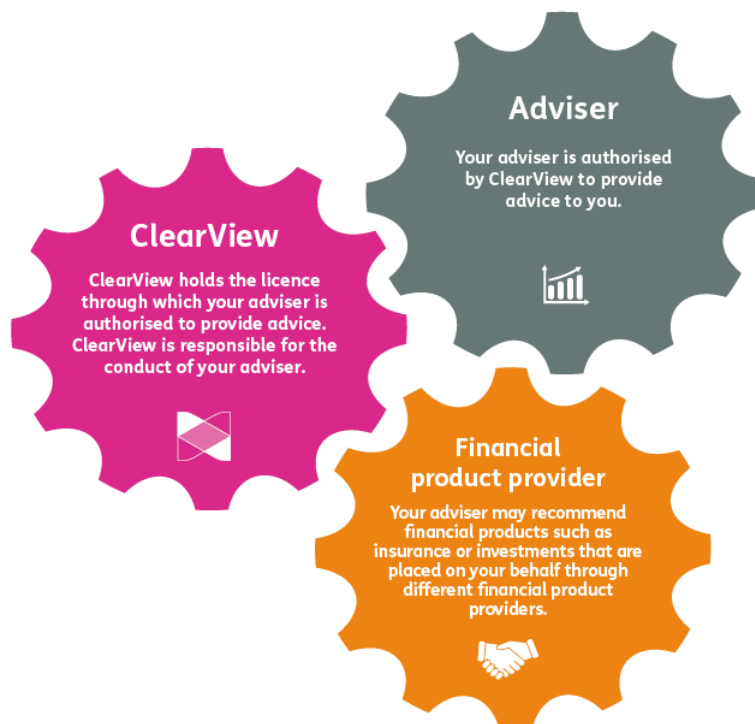 Adviser
Your adviser is authorised
by ClearView to provide
advice to you.
ClearView
ClearView holds the licence
through which your adviser is
authorised to provide advice.
ClearView is responsible for the
conduct of your adviser.
Financial
product provider
Your adviser may recommend
financial products such as
insurance or investments that are
placed on your behalf through
different financial product
providers.